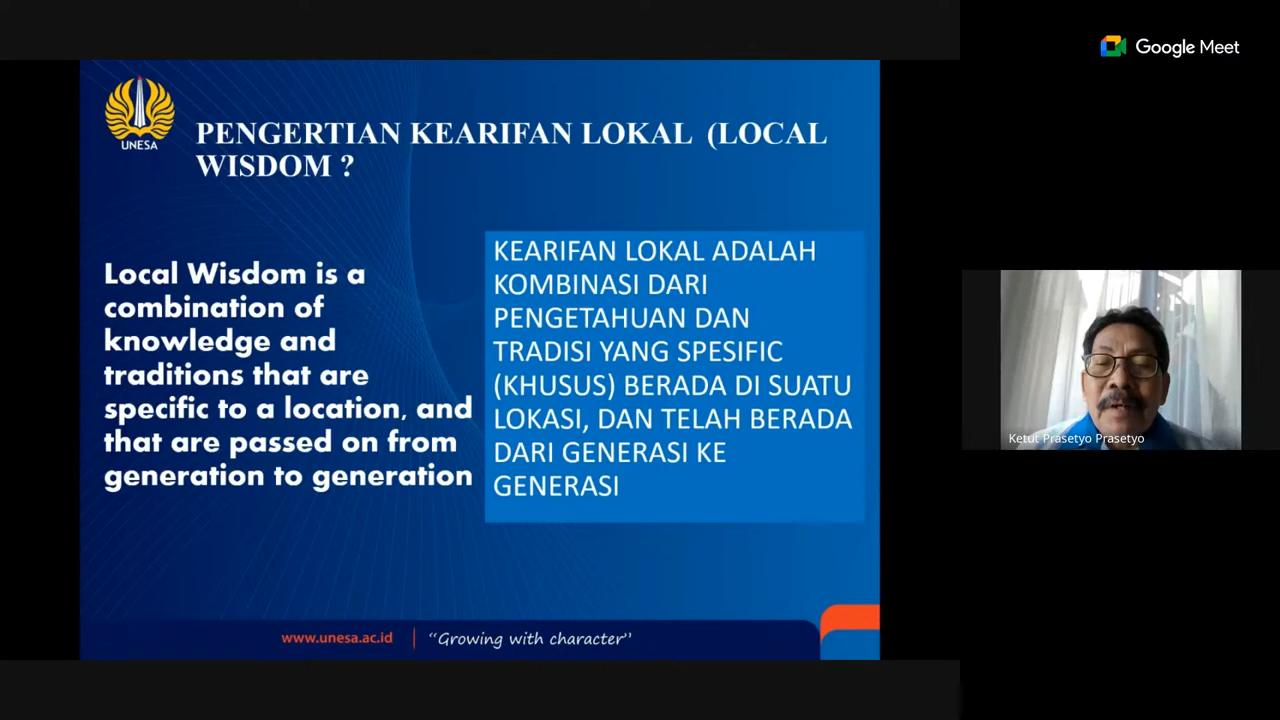 Google Meet
UNESA
PENGERTIAN KEARIFAN LOKAL (LOCAL
WISDOM ?
Local Wisdom is a
combination of
knowledge and
traditions that are
specific to a location, and
that are passed on from
generation to generation
KEARIFAN LOKAL ADALAH
KOMBINASI DARI
PENGETAHUAN DAN
TRADISI YANG SPESIFIC
(KHUSUS) BERADA DI SUATU
LOKASI, DAN TELAH BERADA
DARI GENERASI KE
GENERASI
Ketut Prasetyo Prasetyo
www.unesa.ac.id
“Growing with character”